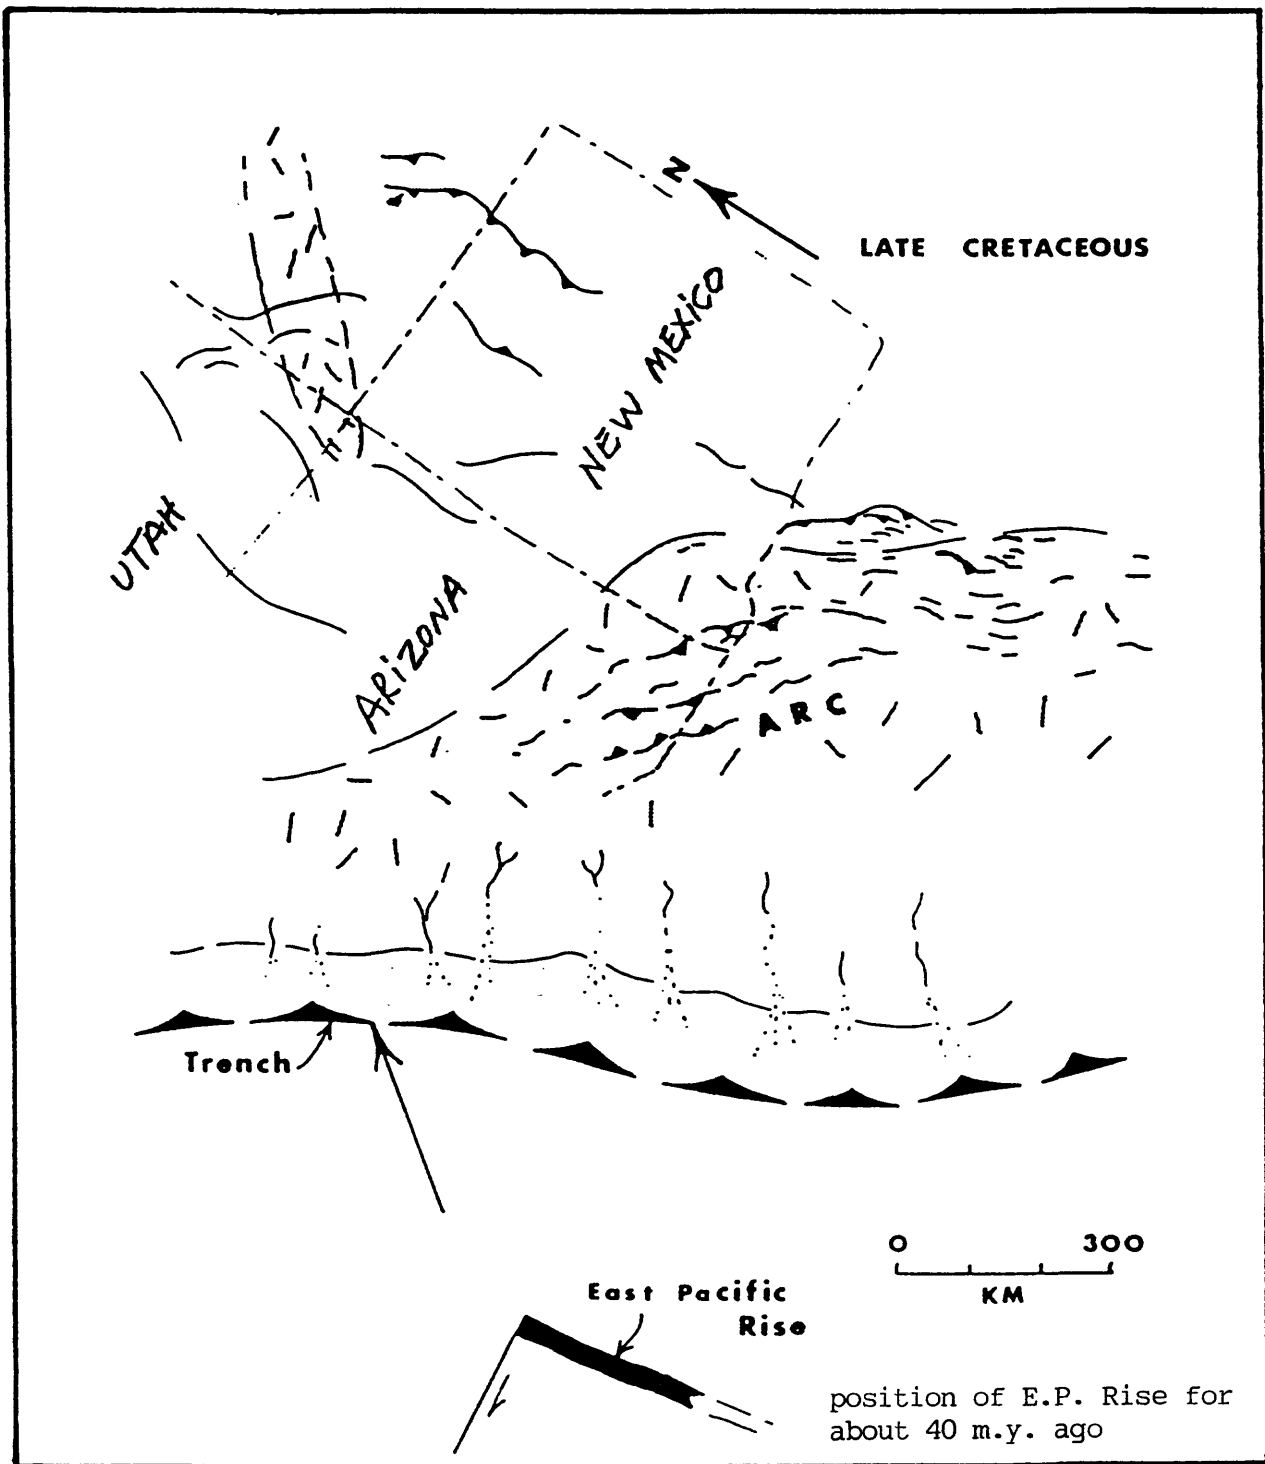 N
LATE CRETACEOUS
NEW MEXICO
UTAH
ARIZONA
ARC
Trench
0 300
KM
East Pacific
Rise
position of E.P. Rise for
about 40 m.y. ago